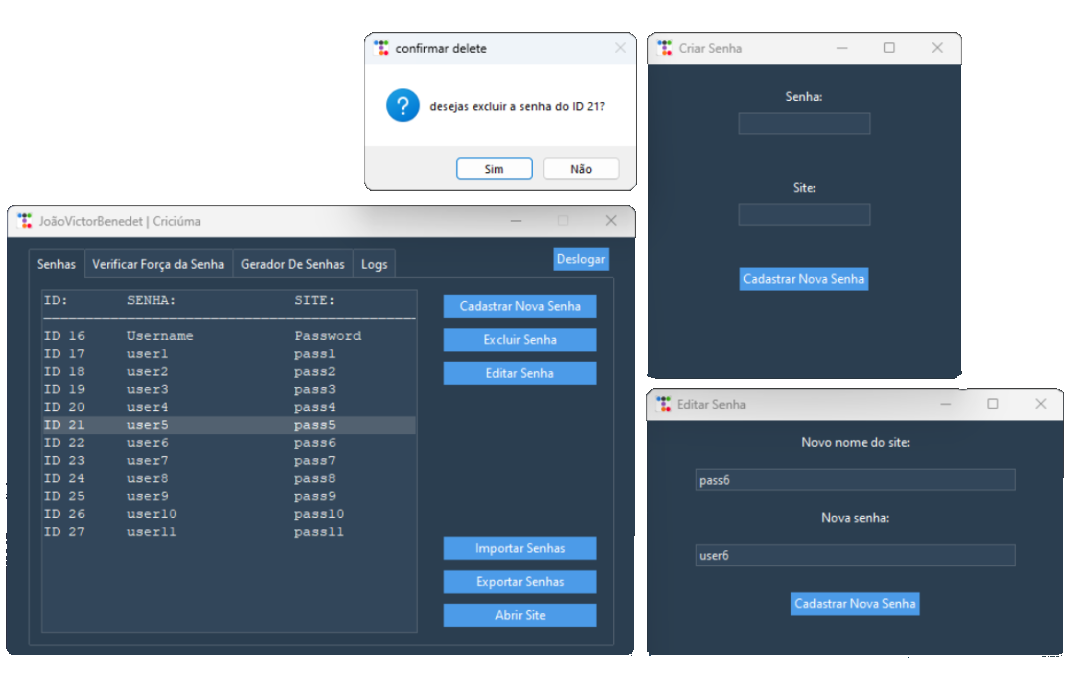 confirmar delete
desejas excluir a senha do ID 21?
Sim Não
Criar Senha
Senha:
Site:
Cadastrar Nova Senha
JoãoVictorBenedet | Criciúma
Senhas Verificar Força da Senha Gerador De Senhas Logs
Deslogar
ID: SENHA: SITE:
ID 16 Username Password
ID 17 user1 pass1
ID 18 user2 pass2
ID 19 user3 pass3
ID 20 user4 pass4
ID 21 user5 pass5
ID 22 user6 pass6
ID 23 user7 pass7
ID 24 user8 pass8
ID 25 user9 pass9
ID 26 user10 pass10
ID 27 user11 pass11
Cadastrar Nova Senha
Excluir Senha
Editar Senha
Importar Senhas
Exportar Senhas
Abrir Site
Editar Senha
Novo nome do site:
pass6
Nova senha:
user6
Cadastrar Nova Senha